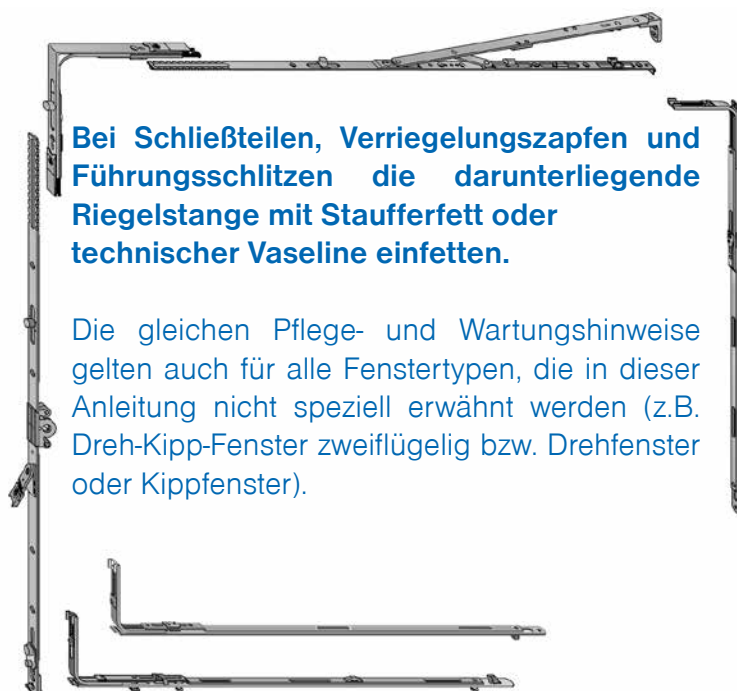 Bei Schließteilen, Verriegelungszapfen und
Führungsschlitzen die darunterliegende
Riegelstange mit Staufferfett oder
technischer Vaseline einfetten.
Die gleichen Pflege- und Wartungshinweise
gelten auch für alle Fenstertypen, die in dieser
Anleitung nicht speziell erwähnt werden (z.B.
Dreh-Kipp-Fenster zweiflügelig bzw. Drehfenster
oder Kippfenster).